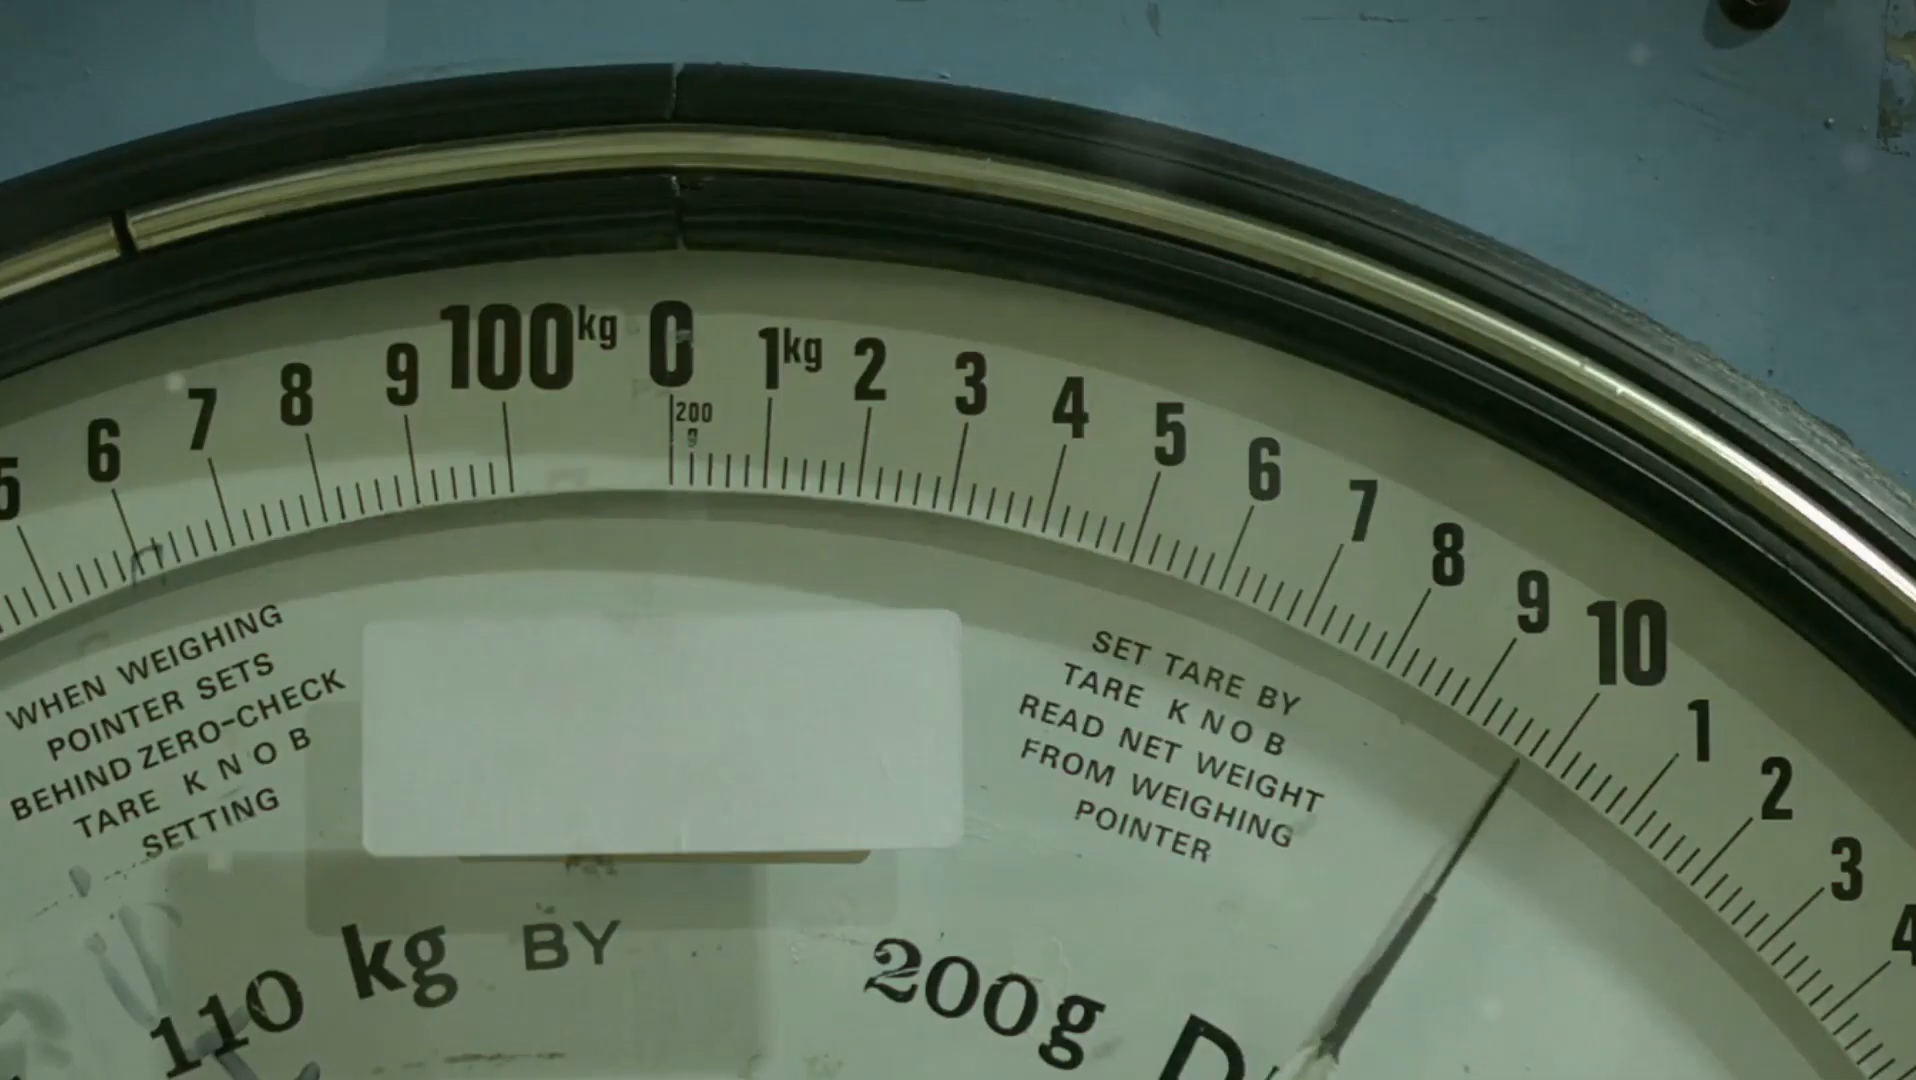 5 6 7 8 9 100kg 0 1kg 2 3 4 5 6 7 8 9 10 1 2 3 4
200
g
WHEN WEIGHING
POINTER SETS
BEHIND ZERO-CHECK
TARE KNOB
SETTING
SET TARE BY
TARE KNOB
READ NET WEIGHT
FROM WEIGHING
POINTER
110 kg BY 200g